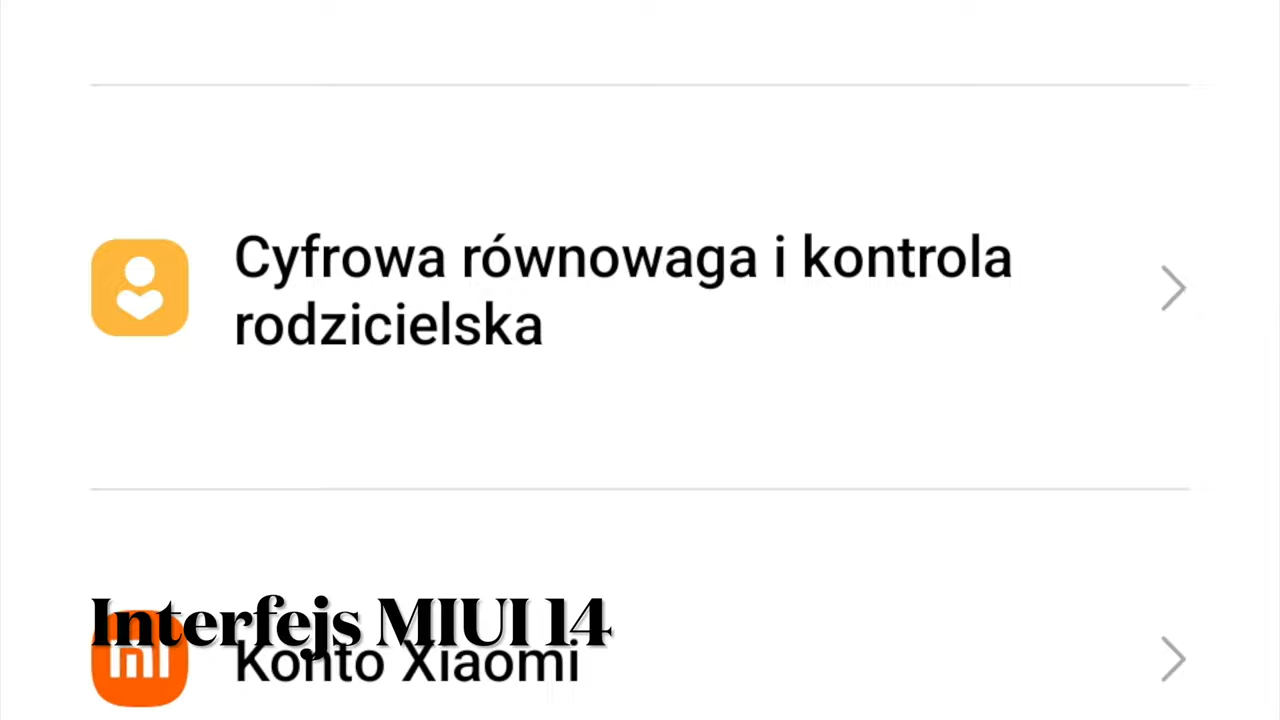 Cyfrowa równowaga i kontrola
rodzicielska
Interfejs MIUI 14
Konto Xiaomi